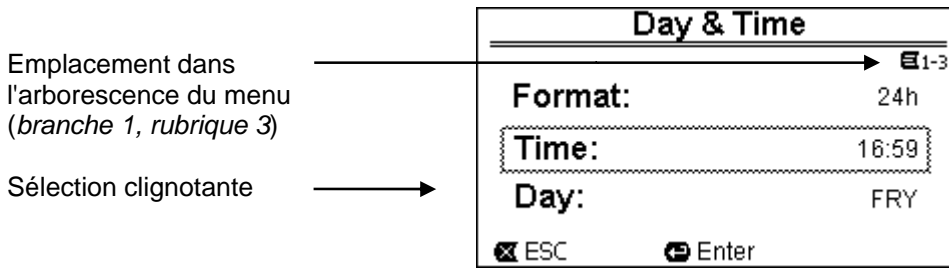 Day & Time
Emplacement dans
l'arborescence du menu
(branche 1, rubrique 3)
1-3
Format: 24h
Time: 16:59
Sélection clignotante
Day: FRY
ESC Enter